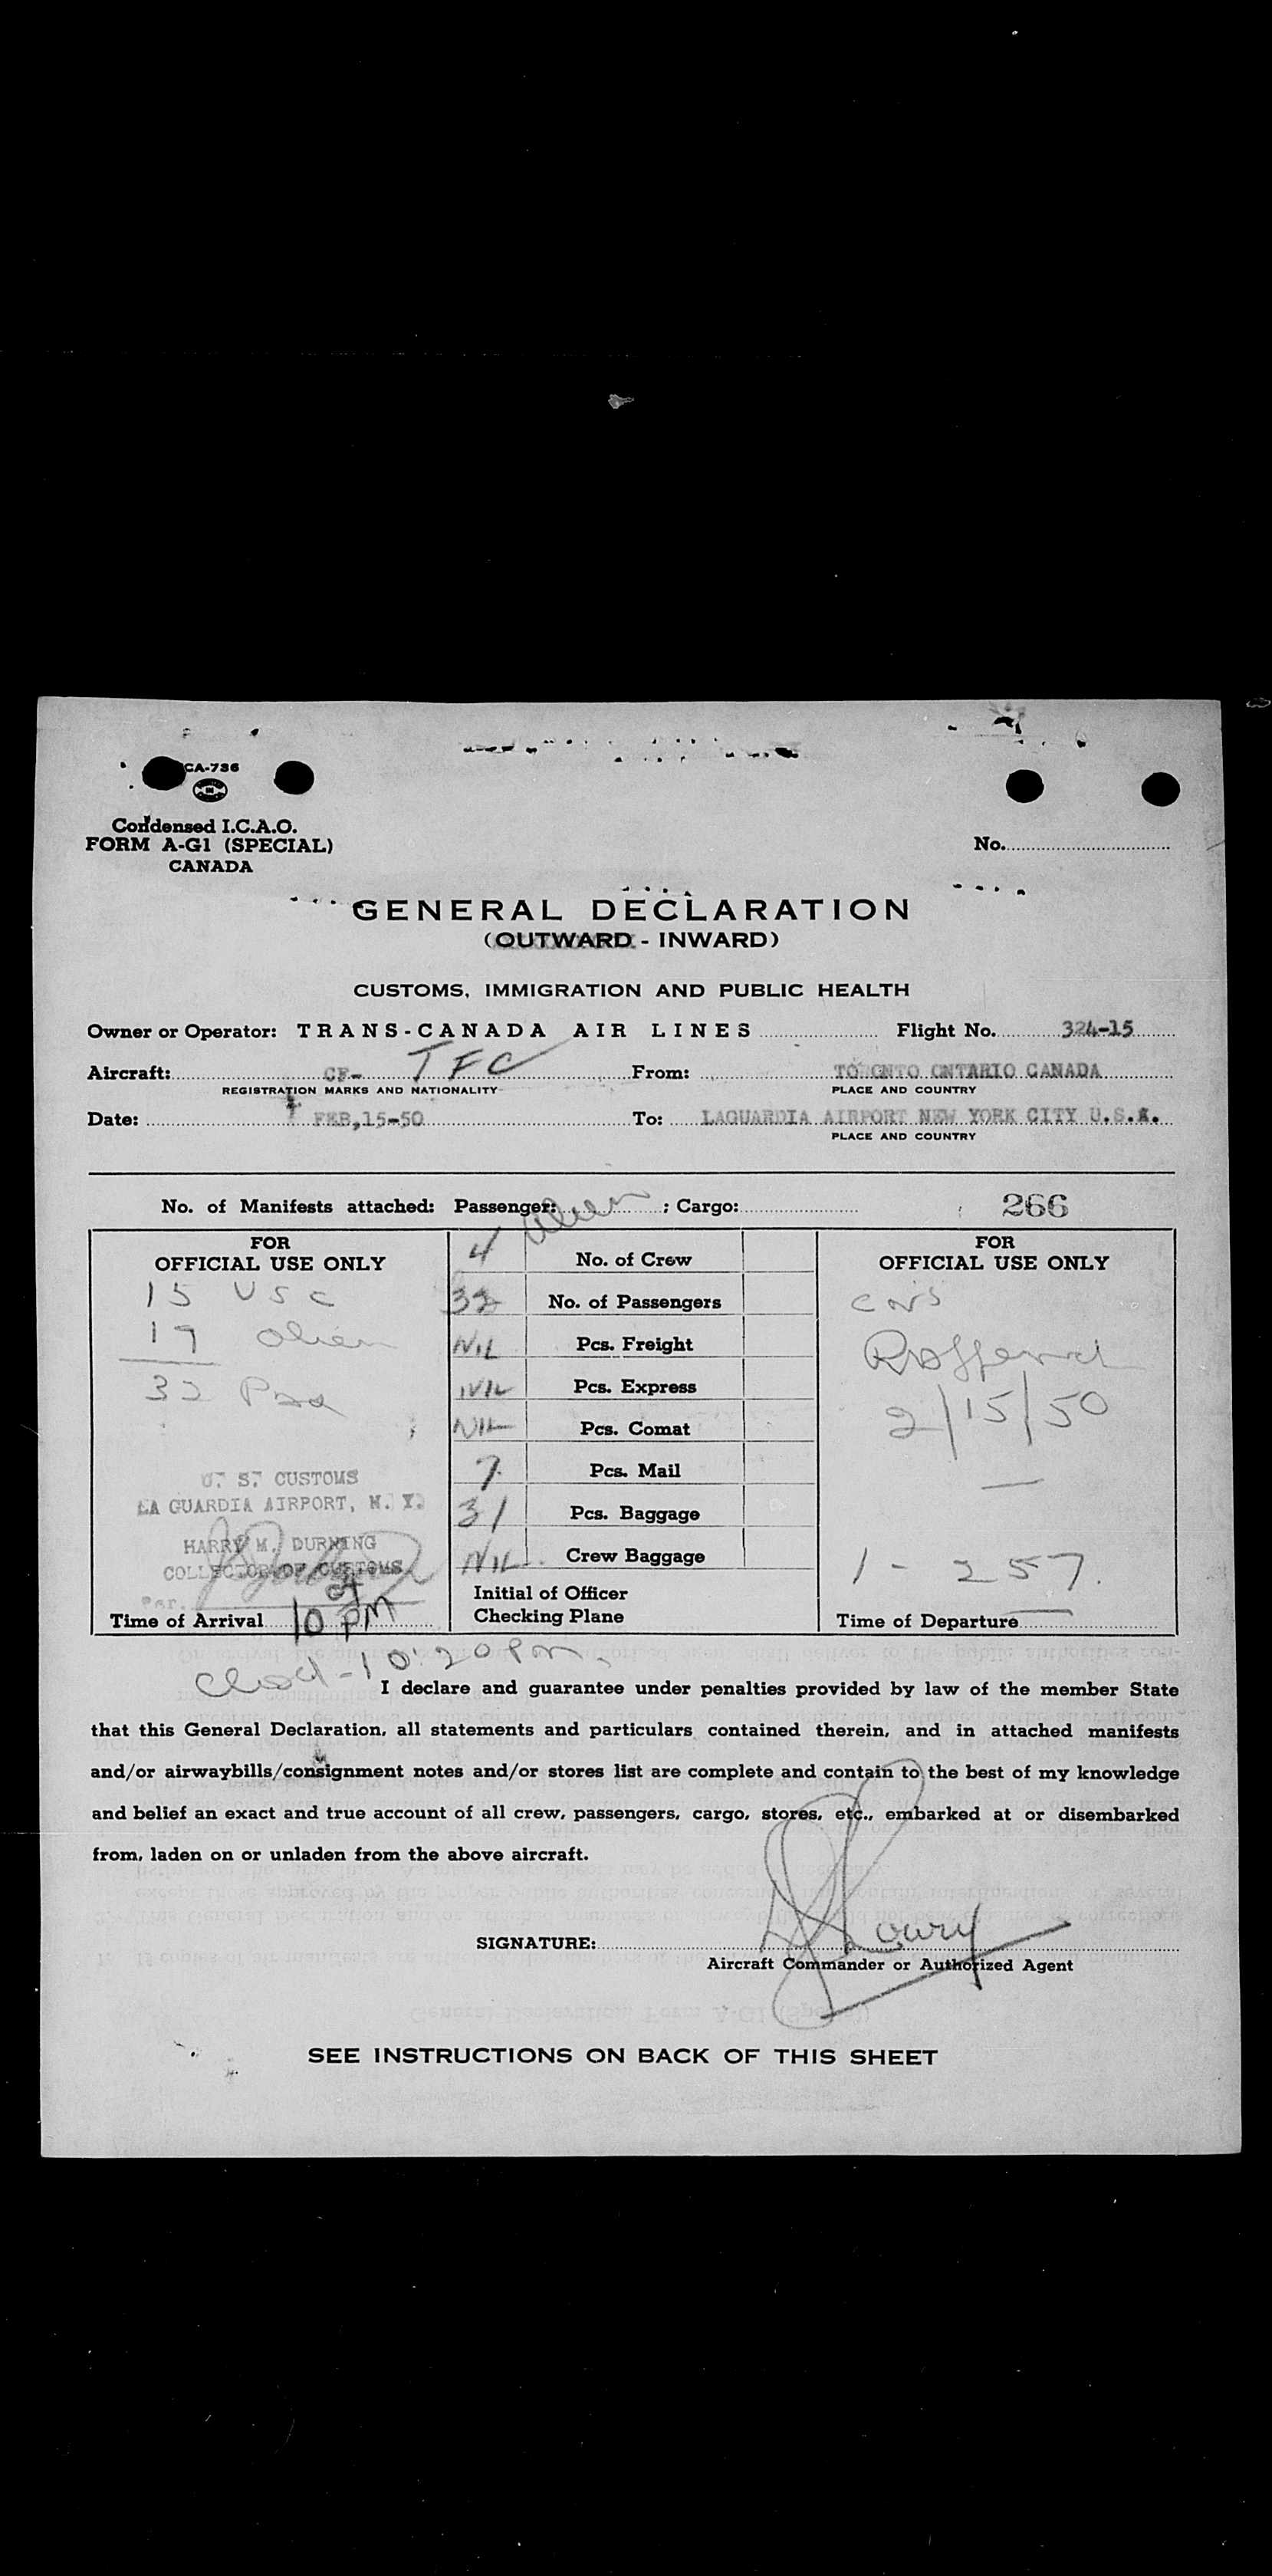 CA-736
Condensed I.C.A.O.
FORM A-G1 (SPECIAL)
CANADA
No.
GENERAL DECLARATION
(OUTWARD - INWARD)
CUSTOMS, IMMIGRATION AND PUBLIC HEALTH
Owner or Operator: TRANS-CANADA AIR LINES Flight No. 324-15
Aircraft: CF- TFC From: TORONTO ONTARIO CANADA
REGISTRATION MARKS AND NATIONALITY PLACE AND COUNTRY
Date: FEB,15-50 To: LAGUARDIA AIRPORT NEW YORK CITY U.S.A.
PLACE AND COUNTRY
No. of Manifests attached: Passenger: alien ; Cargo: 266
FOR
OFFICIAL USE ONLY
15 USC
17 alien
32 Pax
U. S. CUSTOMS
LA GUARDIA AIRPORT, N. Y.
HARRY M. DURNING
COLLECTOR OF CUSTOMS
Per.
Time of Arrival 10 PM
4 No. of Crew
32 No. of Passengers
NIL Pcs. Freight
NIL Pcs. Express
NIL Pcs. Comat
7 Pcs. Mail
31 Pcs. Baggage
NIL Crew Baggage
Initial of Officer
Checking Plane
FOR
OFFICIAL USE ONLY
2/15/50
1 - 257.
Time of Departure
10:20 Pm.
I declare and guarantee under penalties provided by law of the member State
that this General Declaration, all statements and particulars contained therein, and in attached manifests
and/or airwaybills/consignment notes and/or stores list are complete and contain to the best of my knowledge
and belief an exact and true account of all crew, passengers, cargo, stores, etc., embarked at or disembarked
from, laden on or unladen from the above aircraft.
SIGNATURE:
Aircraft Commander or Authorized Agent
SEE INSTRUCTIONS ON BACK OF THIS SHEET